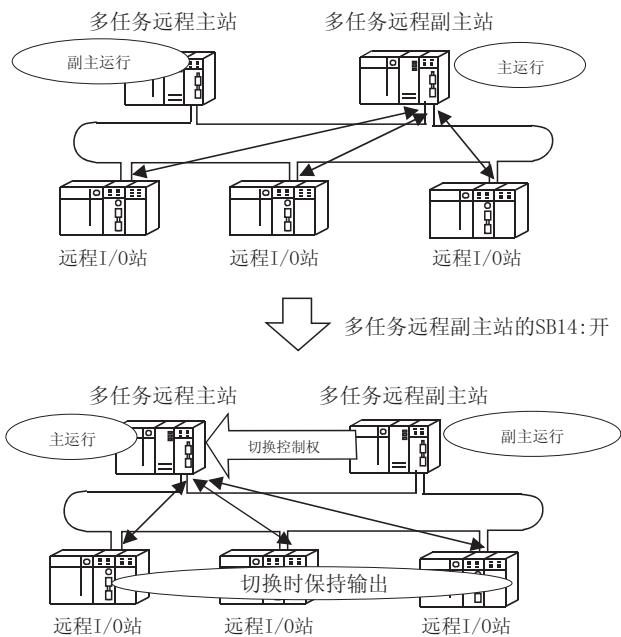 多任务远程主站 多任务远程副主站
副主运行 主运行
远程I/O站 远程I/O站 远程I/O站
多任务远程副主站的SB14:开
多任务远程主站 多任务远程副主站
主运行 切换控制权 副主运行
切换时保持输出
远程I/O站 远程I/O站 远程I/O站